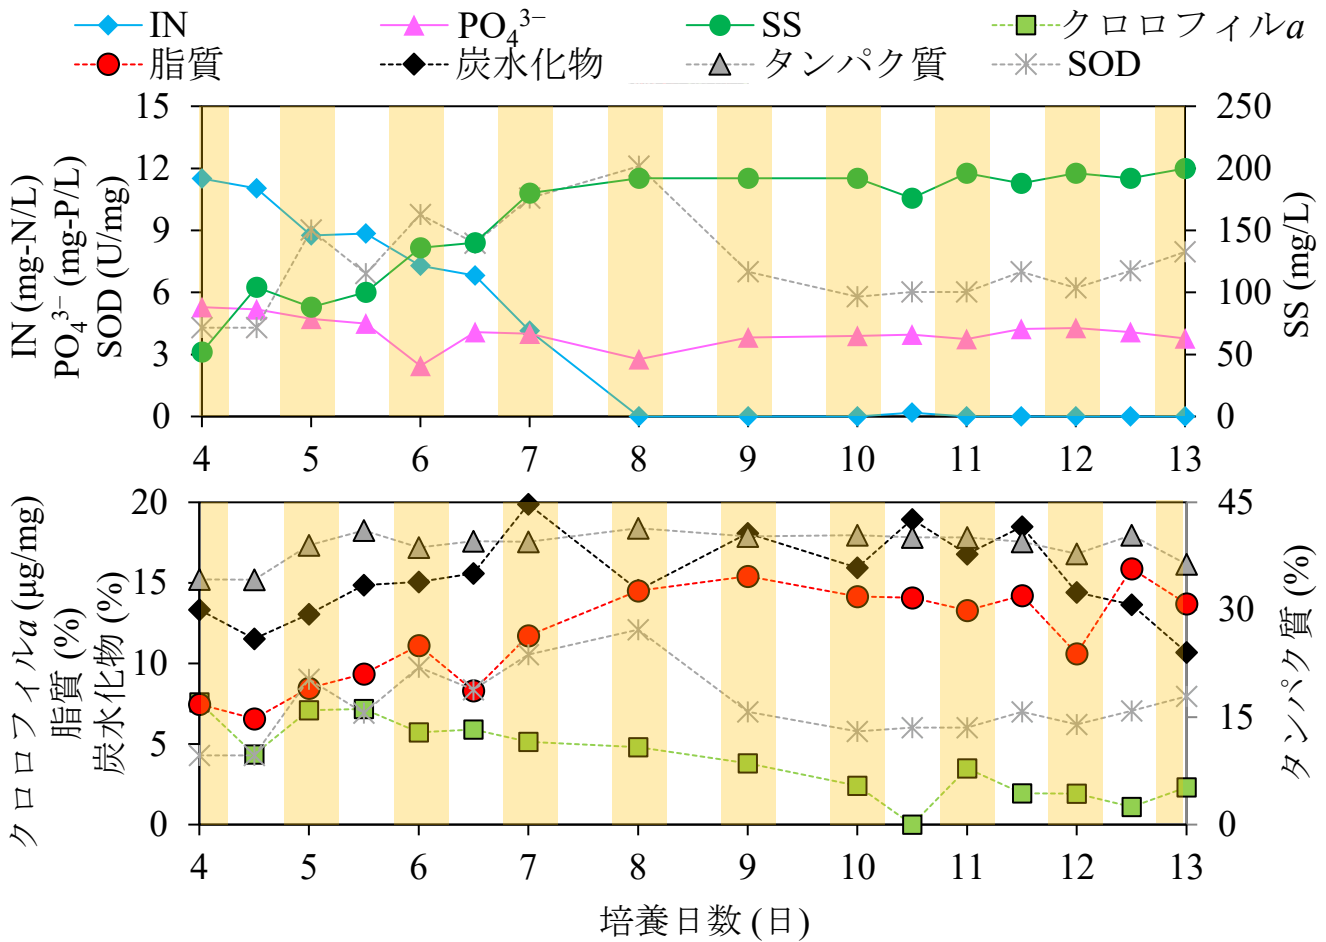 IN PO₄³⁻ SS クロロフィルa
脂質 炭水化物 タンパク質 SOD
IN (mg-N/L)
PO₄³⁻ (mg-P/L)
SOD (U/mg)
15
12
9
6
3
0
250
200
150
100
50
0
SS (mg/L)
4 5 6 7 8 9 10 11 12 13
クロロフィルa (μg/mg)
脂質 (%)
炭水化物 (%)
20
15
10
5
0
45
30
15
0
タンパク質 (%)
4 5 6 7 8 9 10 11 12 13
培養日数 (日)